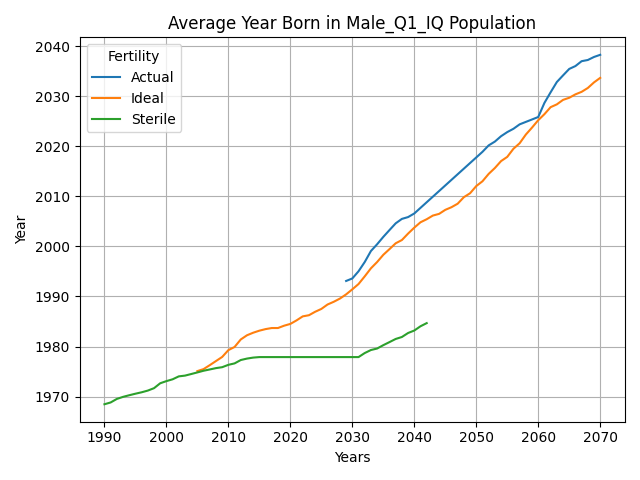 Average Year Born in Male_Q1_IQ Population
Fertility
Actual
Ideal
Sterile
Year
2040
2030
2020
2010
2000
1990
1980
1970
1990 2000 2010 2020 2030 2040 2050 2060 2070
Years